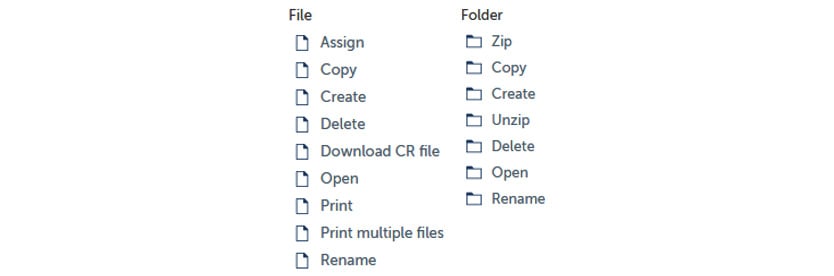 File
Assign
Copy
Create
Delete
Download CR file
Open
Print
Print multiple files
Rename
Folder
Zip
Copy
Create
Unzip
Delete
Open
Rename